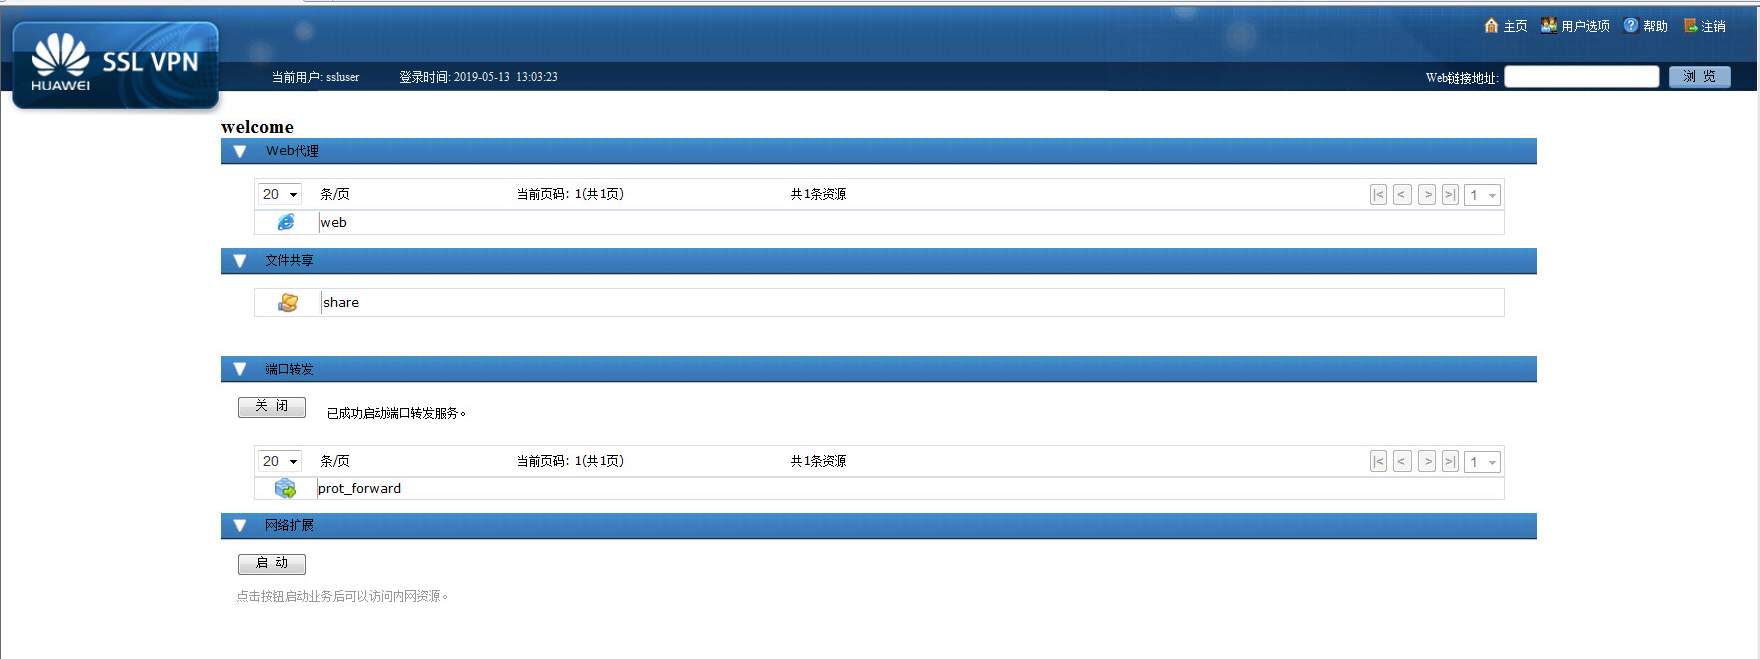 主页 用户选项 帮助 注销
SSL VPN
HUAWEI
当前用户: ssluser 登录时间: 2019-05-13 13:03:23 Web链接地址: 浏 览
welcome
Web代理
20 条/页 当前页码: 1(共1页) 共1条资源 |< < > >| 1
web
文件共享
share
端口转发
关 闭 已成功启动端口转发服务。
20 条/页 当前页码: 1(共1页) 共1条资源 |< < > >| 1
prot_forward
网络扩展
启 动
点击按钮启动业务后可以访问内网资源。